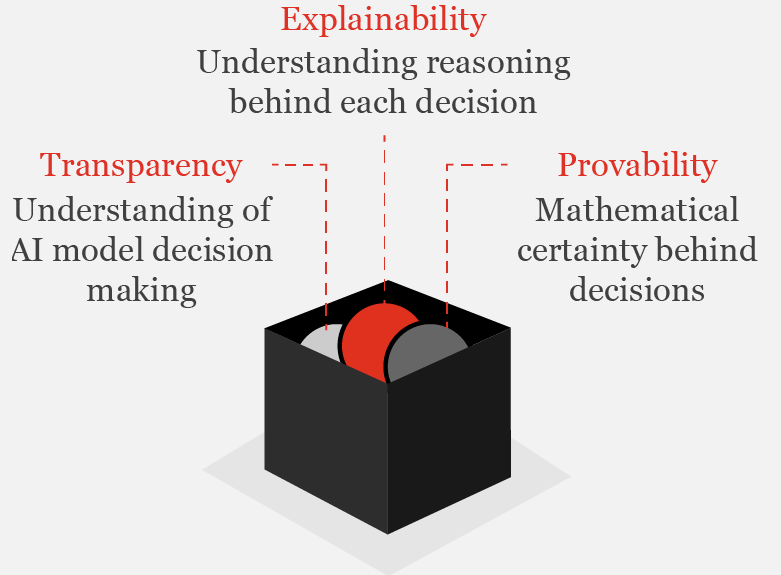 Explainability
Understanding reasoning
behind each decision
Transparency
Understanding of
AI model decision
making
Provability
Mathematical
certainty behind
decisions